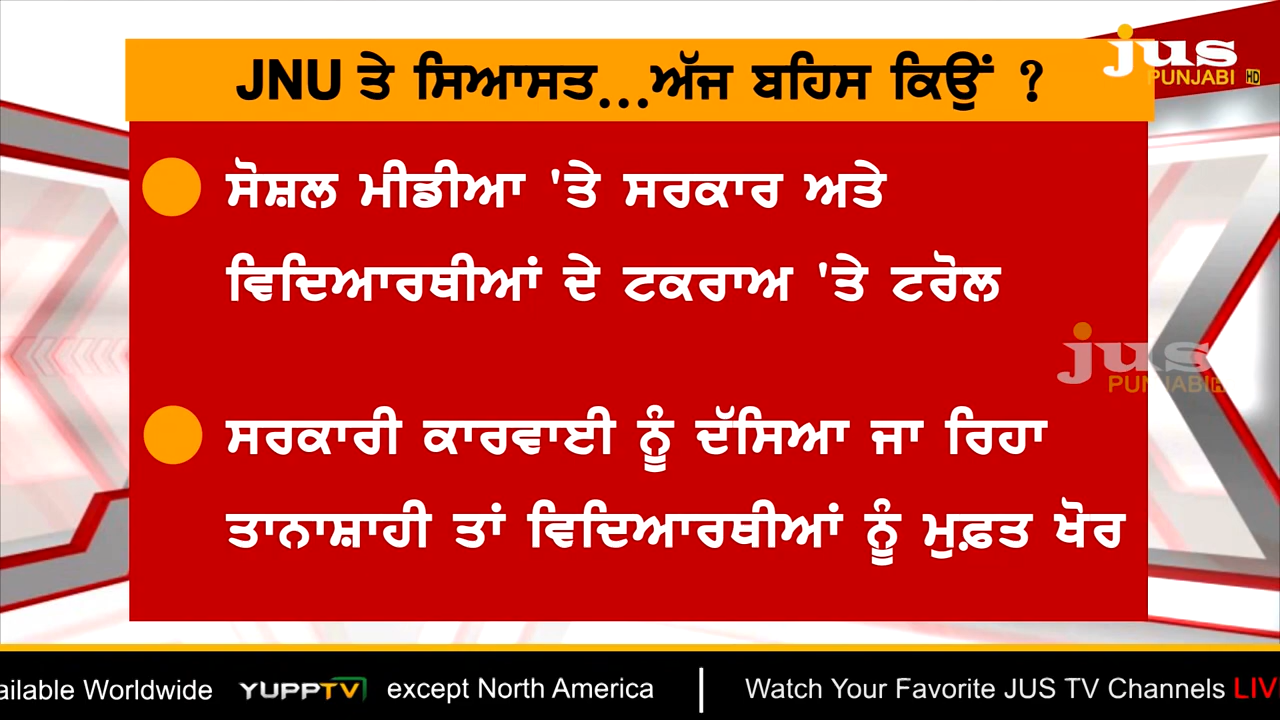 jus
PUNJABI HD
JNU ਤੇ ਸਿਆਸਤ...ਅੱਜ ਬਹਿਸ ਕਿਉਂ ?
ਸੋਸ਼ਲ ਮੀਡੀਆ 'ਤੇ ਸਰਕਾਰ ਅਤੇ
ਵਿਦਿਆਰਥੀਆਂ ਦੇ ਟਕਰਾਅ 'ਤੇ ਟਰੋਲ
jus
PUNJABI
ਸਰਕਾਰੀ ਕਾਰਵਾਈ ਨੂੰ ਦੱਸਿਆ ਜਾ ਰਿਹਾ
ਤਾਨਾਸ਼ਾਹੀ ਤਾਂ ਵਿਦਿਆਰਥੀਆਂ ਨੂੰ ਮੁਫ਼ਤ ਖੋਰ
ailable Worldwide YUPPTV except North America | Watch Your Favorite JUS TV Channels LIV